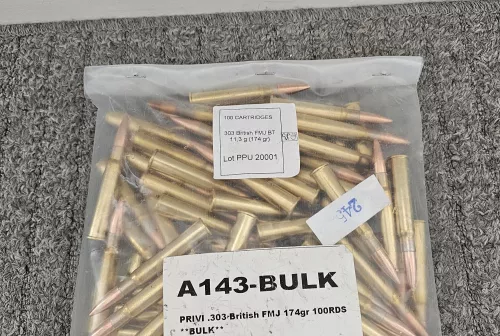 100 CARTRIDGES
.303 British FMJ BT
11,3 g (174 gr)
Lot PPU 20001
A143-BULK
PRIVI .303-British FMJ 174gr 100RDS
**BULK**